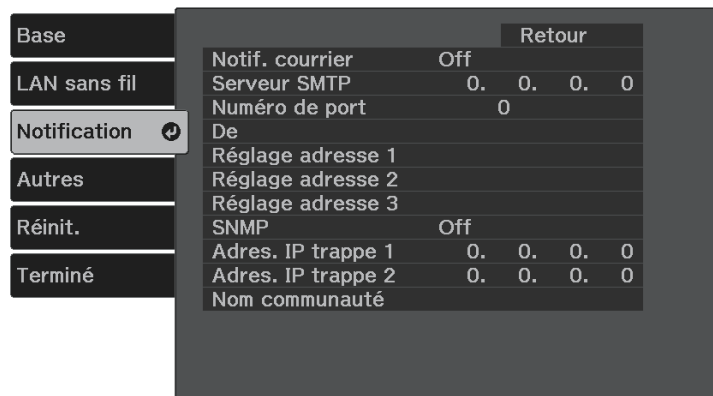 Base
LAN sans fil
Notification
Autres
Réinit.
Terminé
Retour
Notif. courrier Off
Serveur SMTP 0. 0. 0. 0
Numéro de port 0
De
Réglage adresse 1
Réglage adresse 2
Réglage adresse 3
SNMP Off
Adres. IP trappe 1 0. 0. 0. 0
Adres. IP trappe 2 0. 0. 0. 0
Nom communauté